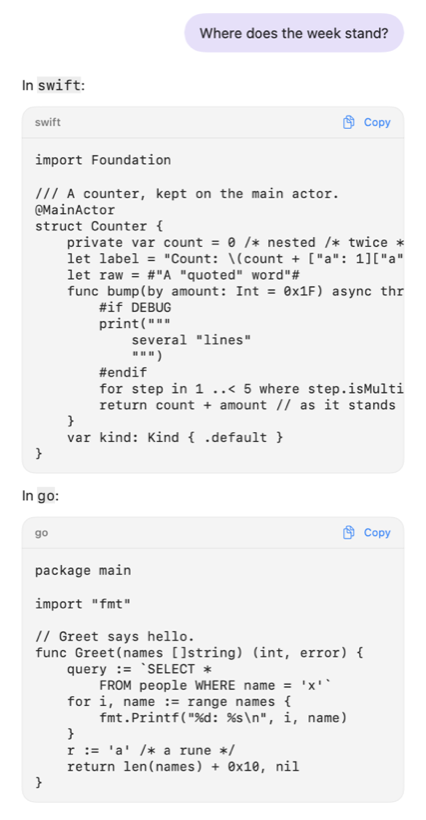 Where does the week stand?
In swift:
swift
Copy
import Foundation
/// A counter, kept on the main actor.
@MainActor
struct Counter {
    private var count = 0 /* nested /* twice *
    let label = "Count: \(count + ["a": 1]["a"
    let raw = #"A "quoted" word"#
    func bump(by amount: Int = 0x1F) async thr
        #if DEBUG
        print("""
            several "lines"
            """)
        #endif
        for step in 1 ..< 5 where step.isMulti
        return count + amount // as it stands
    }
    var kind: Kind { .default }
}
In go:
go
Copy
package main
import "fmt"
// Greet says hello.
func Greet(names []string) (int, error) {
    query := `SELECT *
        FROM people WHERE name = 'x'`
    for i, name := range names {
        fmt.Printf("%d: %s\n", i, name)
    }
    r := 'a' /* a rune */
    return len(names) + 0x10, nil
}